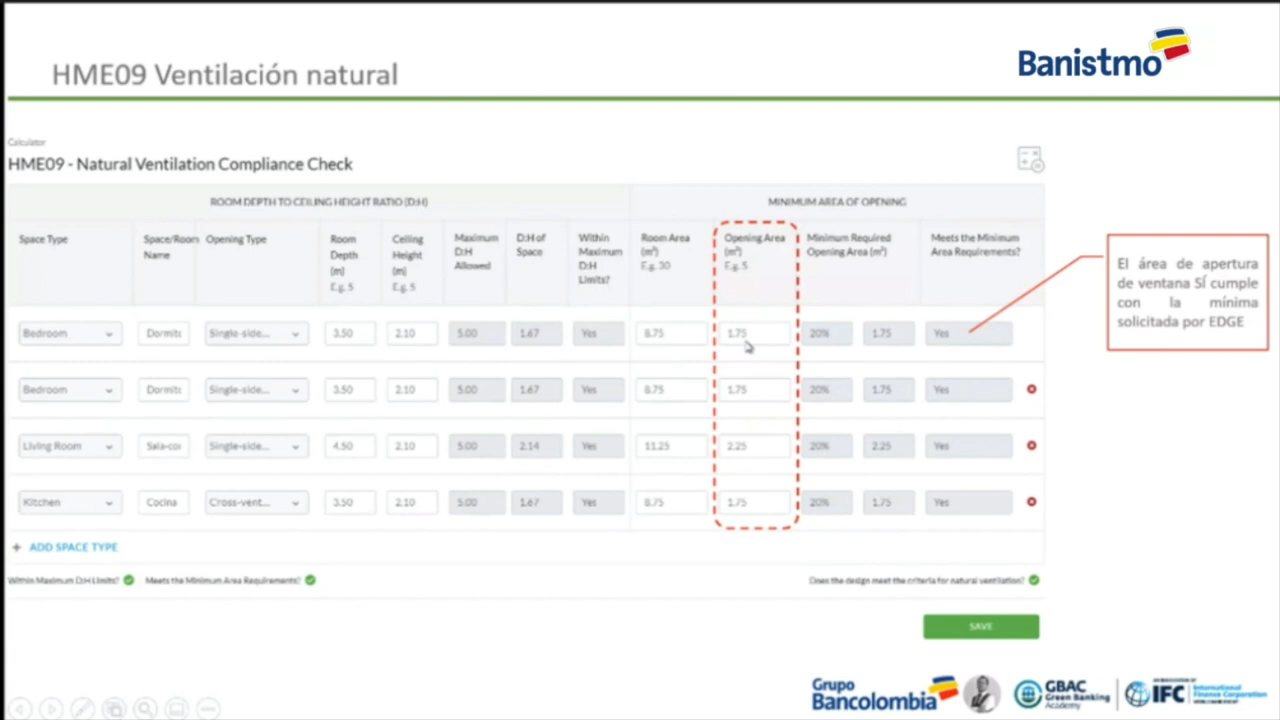 HME09 Ventilación natural
Banistmo
Calculator
HME09 - Natural Ventilation Compliance Check
ROOM DEPTH TO CEILING HEIGHT RATIO (D:H) MINIMUM AREA OF OPENING
Space Type Space/Room Name Opening Type Room Depth (m) E.g. 5 Ceiling Height (m) E.g. 5 Maximum D:H Allowed D:H of Space Within Maximum D:H Limits? Room Area (m²) E.g. 30 Opening Area (m²) E.g. 5 Minimum Required Opening Area (m²) Meets the Minimum Area Requirements?
Bedroom Dormito Single-side... 3.50 2.10 5.00 1.67 Yes 8.75 1.75 20% 1.75 Yes
Bedroom Dormito Single-side... 3.50 2.10 5.00 1.67 Yes 8.75 1.75 20% 1.75 Yes
Living Room Sala-cor Single-side... 4.50 2.10 5.00 2.14 Yes 11.25 2.25 20% 2.25 Yes
Kitchen Cocina Cross-vent... 3.50 2.10 5.00 1.67 Yes 8.75 1.75 20% 1.75 Yes
El área de apertura
de ventana SÍ cumple
con la mínima
solicitada por EDGE
+ ADD SPACE TYPE
Within Maximum D:H Limits? Meets the Minimum Area Requirements? Does the design meet the criteria for natural ventilation?
SAVE
Grupo
Bancolombia
GBAC
Green Banking
Academy
IFC
International
Finance Corporation